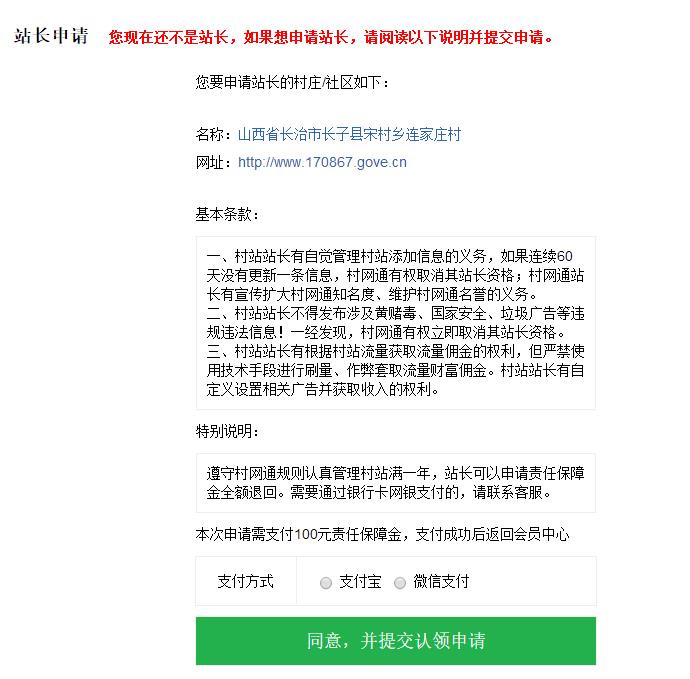 站长申请 您现在还不是站长，如果想申请站长，请阅读以下说明并提交申请。
您要申请站长的村庄/社区如下：
名称：山西省长治市长子县宋村乡连家庄村
网址：http://www.170867.gove.cn
基本条款：
一、村站站长有自觉管理村站添加信息的义务，如果连续60
天没有更新一条信息，村网通有权取消其站长资格；村网通站
长有宣传扩大村网通知名度、维护村网通名誉的义务。
二、村站站长不得发布涉及黄赌毒、国家安全、垃圾广告等违
规违法信息！一经发现，村网通有权立即取消其站长资格。
三、村站站长有根据村站流量获取流量佣金的权利，但严禁使
用技术手段进行刷量、作弊套取流量财富佣金。村站站长有自
定义设置相关广告并获取收入的权利。
特别说明：
遵守村网通规则认真管理村站满一年，站长可以申请责任保障
金全额退回。需要通过银行卡网银支付的，请联系客服。
本次申请需支付100元责任保障金，支付成功后返回会员中心
支付方式 支付宝 微信支付
同意，并提交认领申请